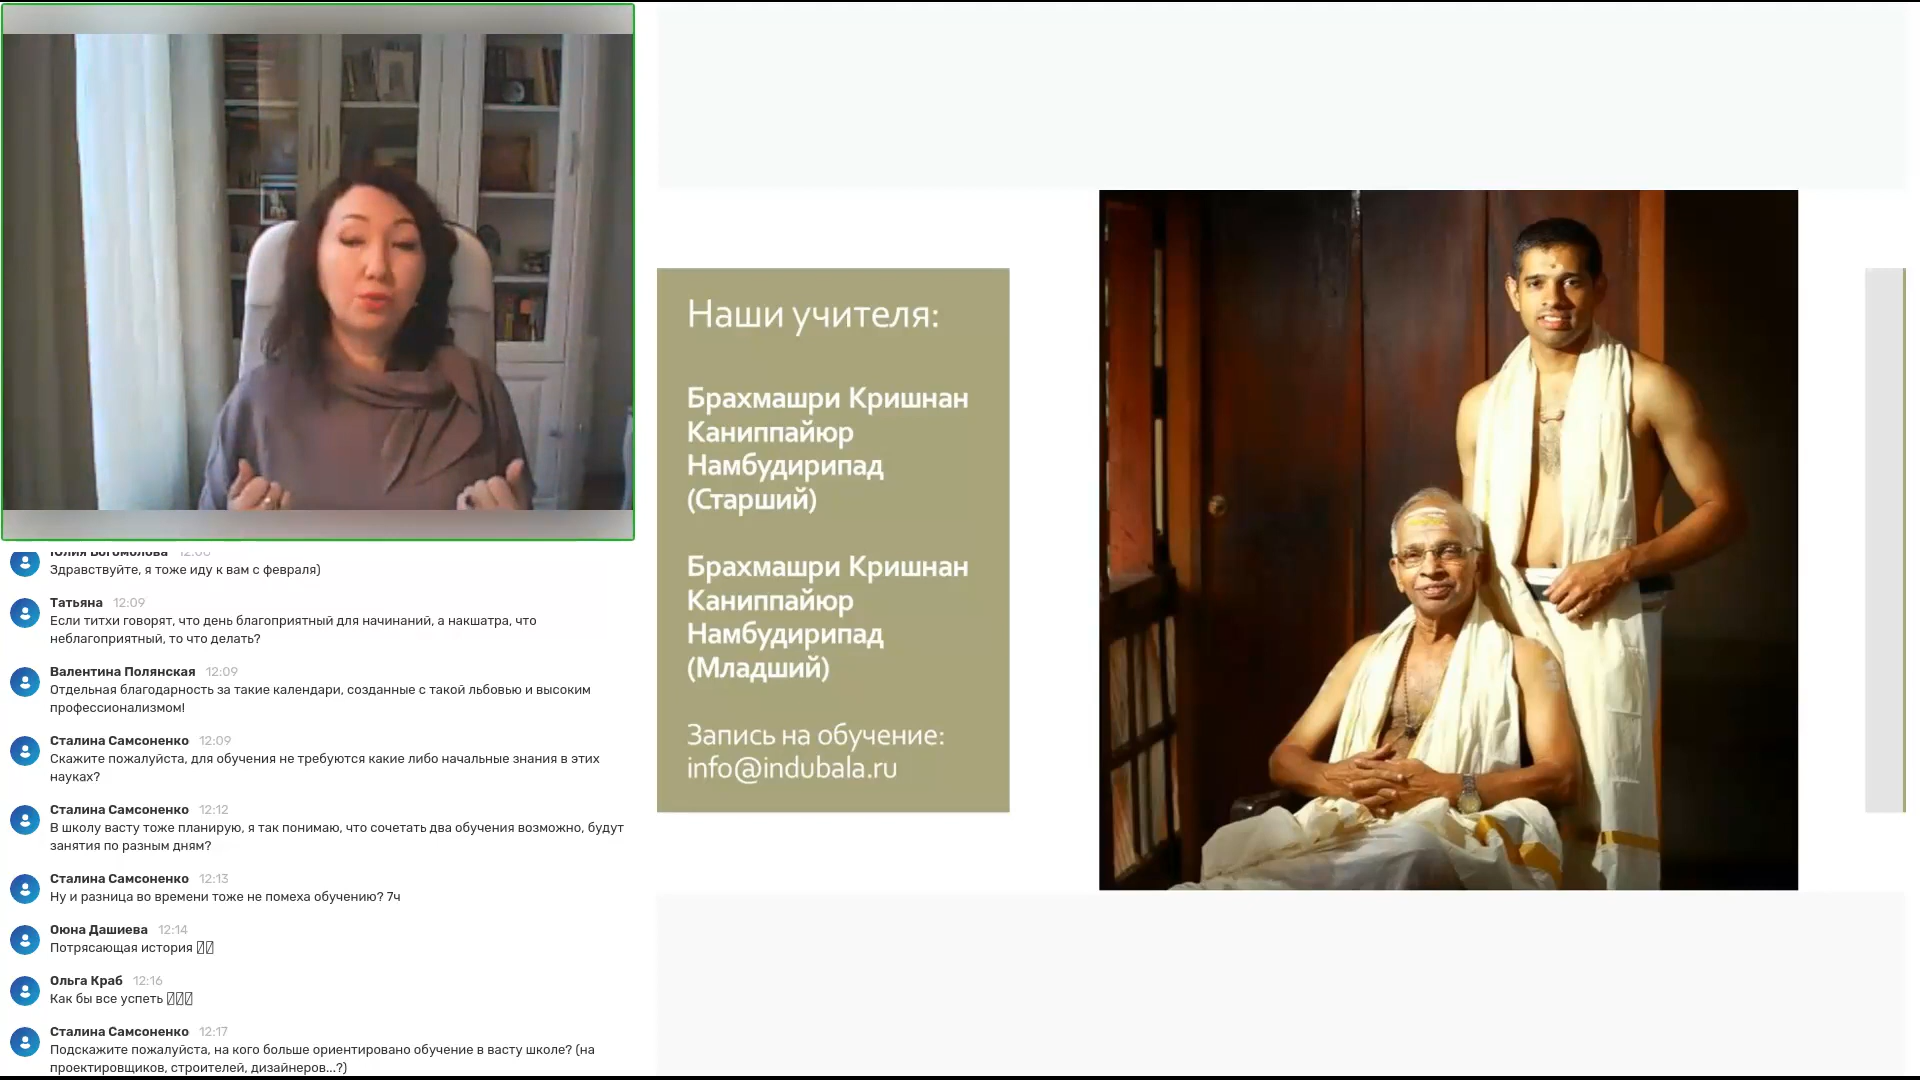 Наши учителя:
Брахмашри Кришнан
Каниппайюр
Намбудирипад
(Старший)
Брахмашри Кришнан
Каниппайюр
Намбудирипад
(Младший)
Запись на обучение:
info@indubala.ru
Юлия Богомолова 12:06
Здравствуйте, я тоже иду к вам с февраля)
Татьяна 12:09
Если титхи говорят, что день благоприятный для начинаний, а накшатра, что
неблагоприятный, то что делать?
Валентина Полянская 12:09
Отдельная благодарность за такие календари, созданные с такой льбовью и высоким
профессионализмом!
Сталина Самсоненко 12:09
Скажите пожалуйста, для обучения не требуются какие либо начальные знания в этих
науках?
Сталина Самсоненко 12:12
В школу васту тоже планирую, я так понимаю, что сочетать два обучения возможно, будут
занятия по разным дням?
Сталина Самсоненко 12:13
Ну и разница во времени тоже не помеха обучению? 7ч
Оюна Дашиева 12:14
Потрясающая история
Ольга Краб 12:16
Как бы все успеть
Сталина Самсоненко 12:17
Подскажите пожалуйста, на кого больше ориентировано обучение в васту школе? (на
проектировщиков, строителей, дизайнеров...?)